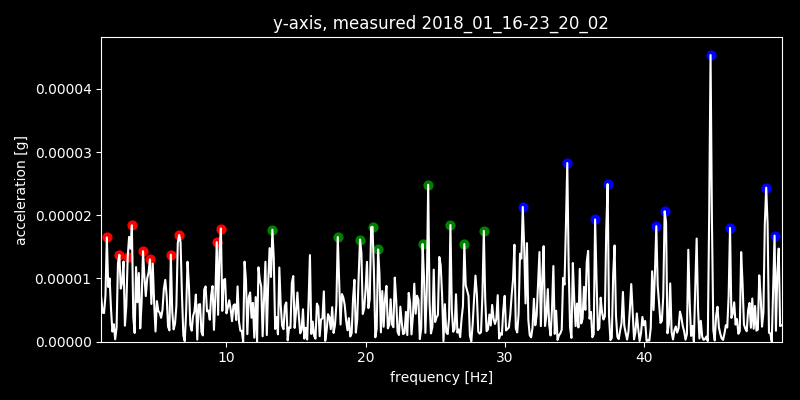 y-axis, measured 2018_01_16-23_20_02
acceleration [g]
0.00004
0.00003
0.00002
0.00001
0.00000
10 20 30 40
frequency [Hz]